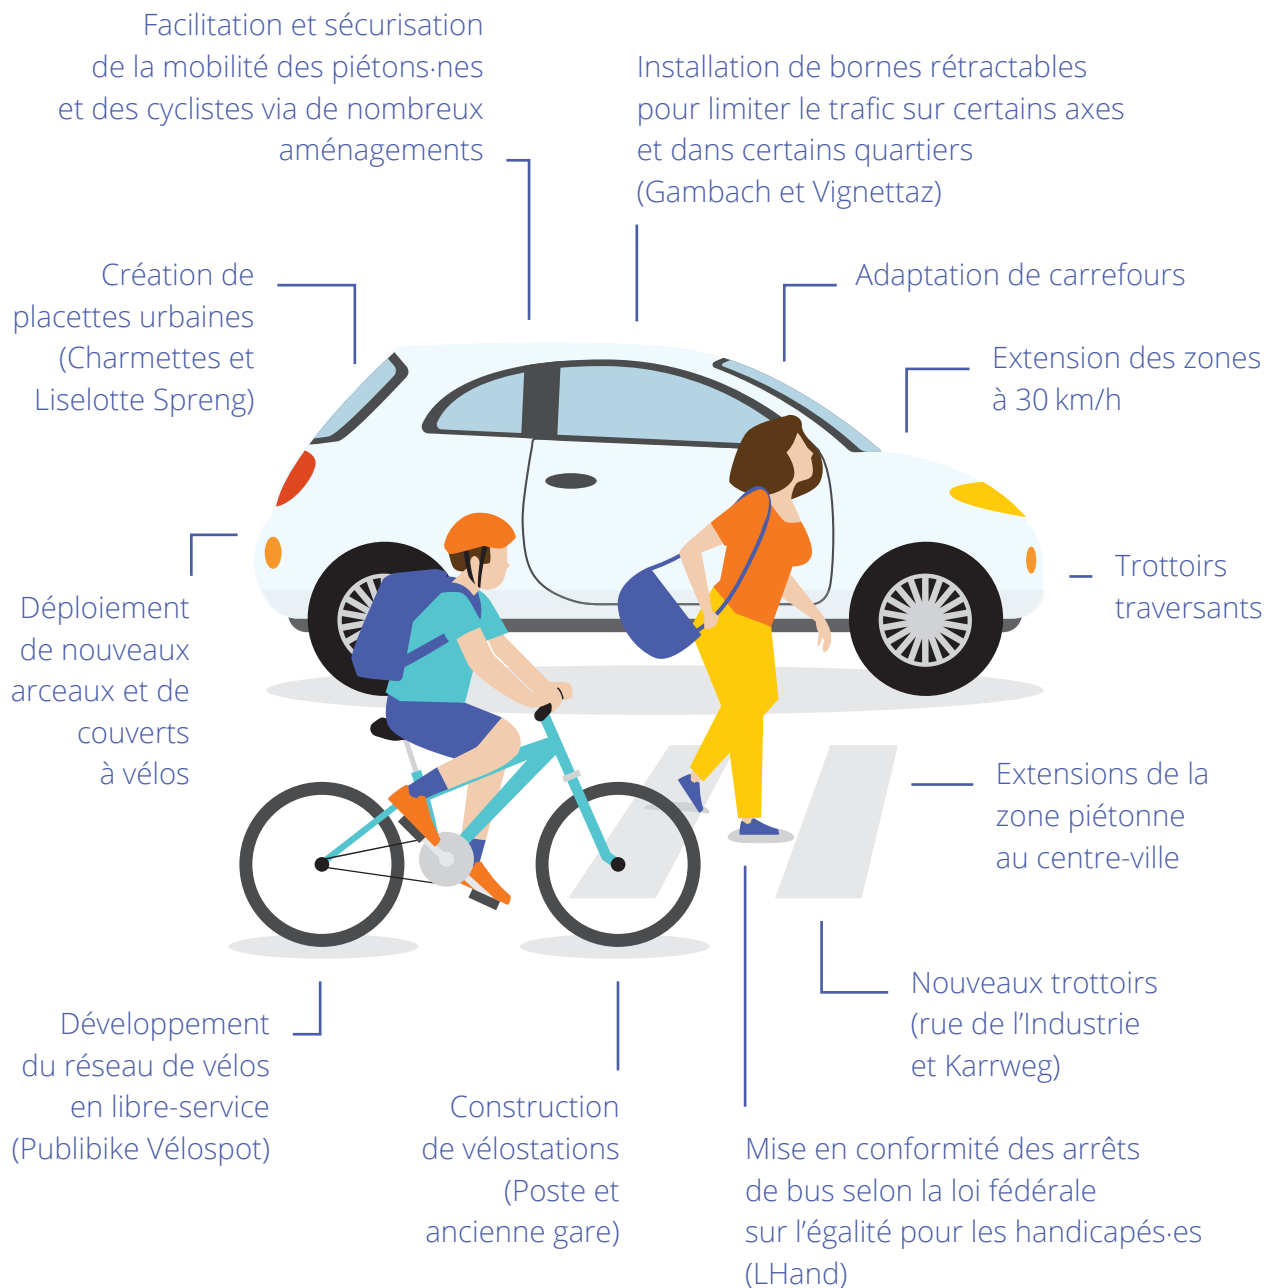 Facilitation et sécurisation
de la mobilité des piétons·nes
et des cyclistes via de nombreux
aménagements
Installation de bornes rétractables
pour limiter le trafic sur certains axes
et dans certains quartiers
(Gambach et Vignettaz)
Création de
placettes urbaines
(Charmettes et
Liselotte Spreng)
Adaptation de carrefours
Extension des zones
à 30 km/h
Déploiement
de nouveaux
arceaux et de
couverts
à vélos
Trottoirs
traversants
Extensions de la
zone piétonne
au centre-ville
Nouveaux trottoirs
(rue de l’Industrie
et Karrweg)
Développement
du réseau de vélos
en libre-service
(Publibike Vélospot)
Construction
de vélostations
(Poste et
ancienne gare)
Mise en conformité des arrêts
de bus selon la loi fédérale
sur l’égalité pour les handicapés·es
(LHand)